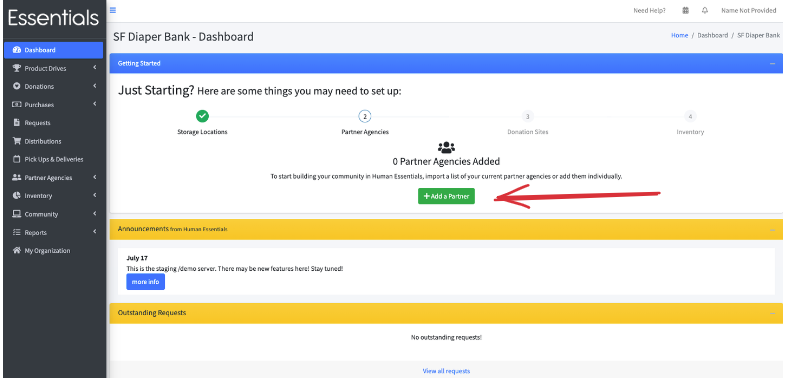 Essentials
Need Help?
Name Not Provided
Dashboard
Product Drives
Donations
Purchases
Requests
Distributions
Pick Ups & Deliveries
Partner Agencies
Inventory
Community
Reports
My Organization
SF Diaper Bank - Dashboard
Home / Dashboard / SF Diaper Bank
Getting Started
Just Starting? Here are some things you may need to set up:
2
3
4
Storage Locations
Partner Agencies
Donation Sites
Inventory
0 Partner Agencies Added
To start building your community in Human Essentials, import a list of your current partner agencies or add them individually.
+ Add a Partner
Announcements from Human Essentials
July 17
This is the staging /demo server. There may be new features here! Stay tuned!
more info
Outstanding Requests
No outstanding requests!
View all requests